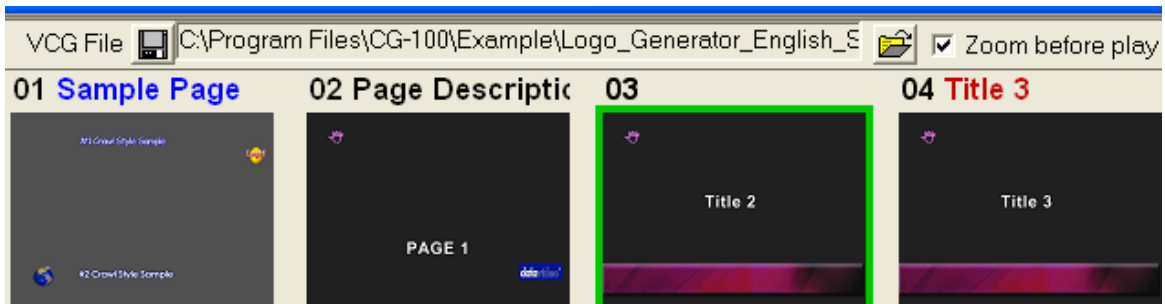 VCG File C:\Program Files\CG-100\Example\Logo_Generator_English_S Zoom before play
01 Sample Page 02 Page Descriptic 03 04 Title 3
#1 Crawl Style Sample
Title 2 Title 3
PAGE 1
datavideo
#2 Crawl Style Sample